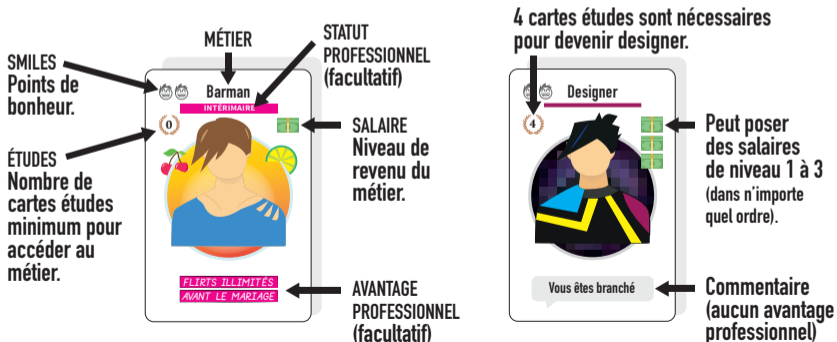 SMILES
Points de
bonheur.
ÉTUDES
Nombre de
cartes études
minimum pour
accéder au
métier.
MÉTIER
STATUT
PROFESSIONNEL
(facultatif)
Barman
INTÉRIMAIRE
0
FLIRTS ILLIMITÉS
AVANT LE MARIAGE
SALAIRE
Niveau de
revenu du
métier.
AVANTAGE
PROFESSIONNEL
(facultatif)
4 cartes études sont nécessaires
pour devenir designer.
Designer
4
Vous êtes branché
Peut poser
des salaires
de niveau 1 à 3
(dans n'importe
quel ordre).
Commentaire
(aucun avantage
professionnel)